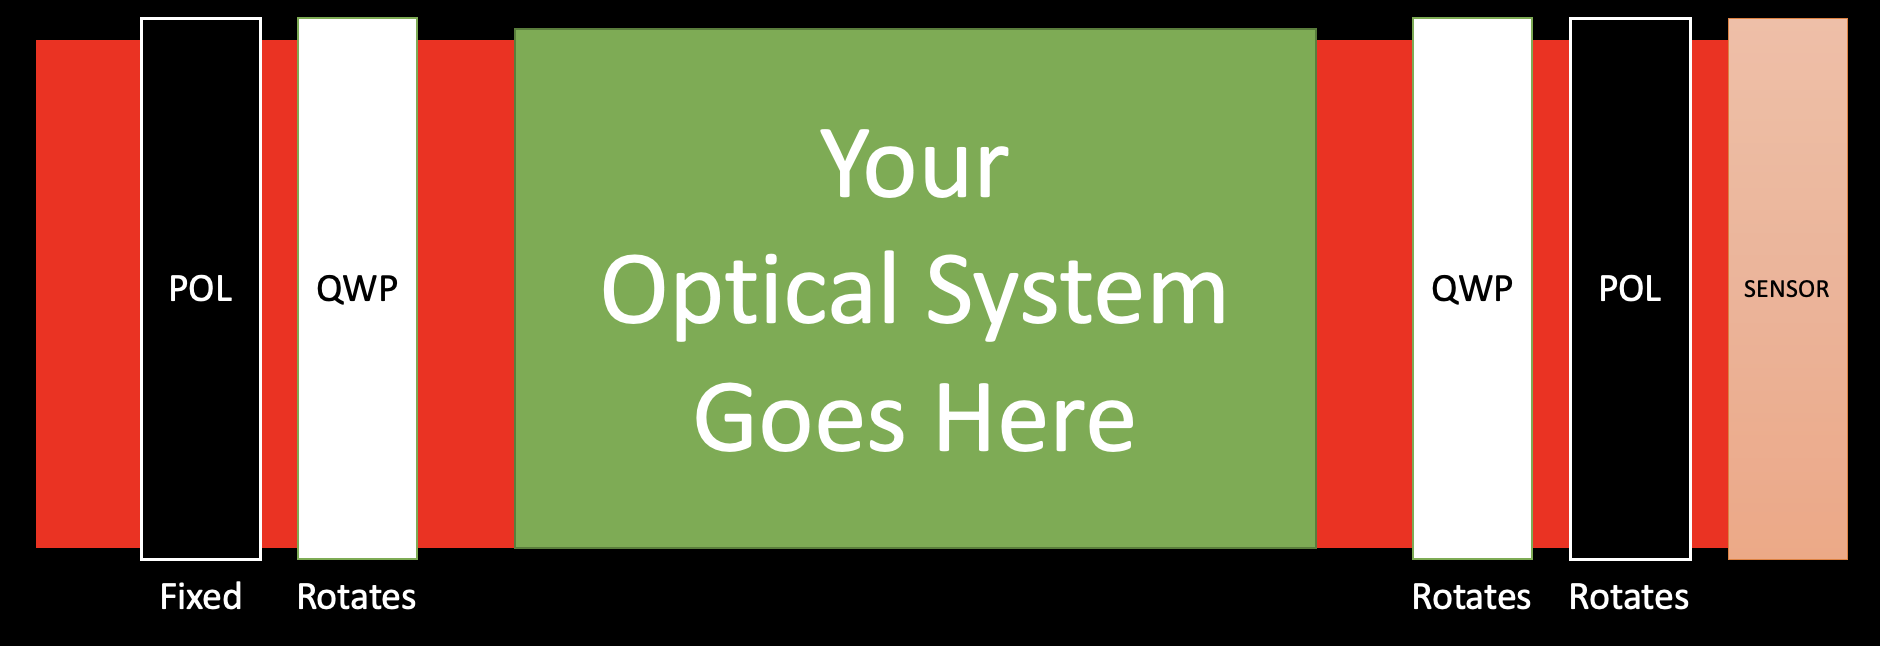 Your
Optical System
Goes Here
POL
QWP
QWP
POL
SENSOR
Fixed
Rotates
Rotates
Rotates